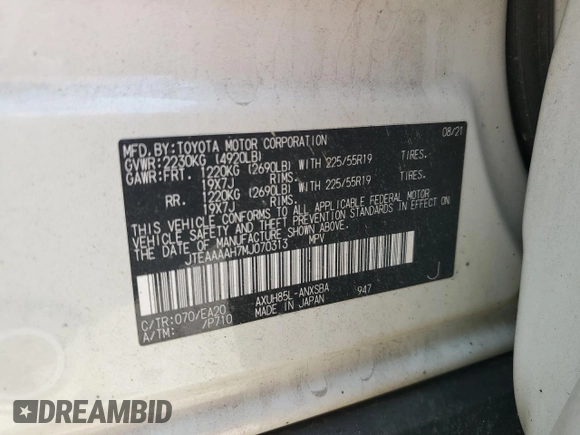 MFD.BY:TOYOTA MOTOR CORPORATION 08/21
GVWR:2230KG (4920LB)
GAWR:FRT. 1220KG (2690LB) WITH 225/55R19 TIRES.
19X7J RIMS.
RR. 1220KG (2690LB) WITH 225/55R19 TIRES.
19X7J RIMS.
THIS VEHICLE CONFORMS TO ALL APPLICABLE FEDERAL MOTOR
VEHICLE SAFETY, BUMPER, AND THEFT PREVENTION STANDARDS IN EFFECT
ON THE DATE OF MANUFACTURE SHOWN ABOVE.
JTEAAAAH7MJ070313 MPV
J
C/TR:070/EA20 AXUH85L-ANXSBA 947
A/TM: /P710 MADE IN JAPAN
DREAMBID